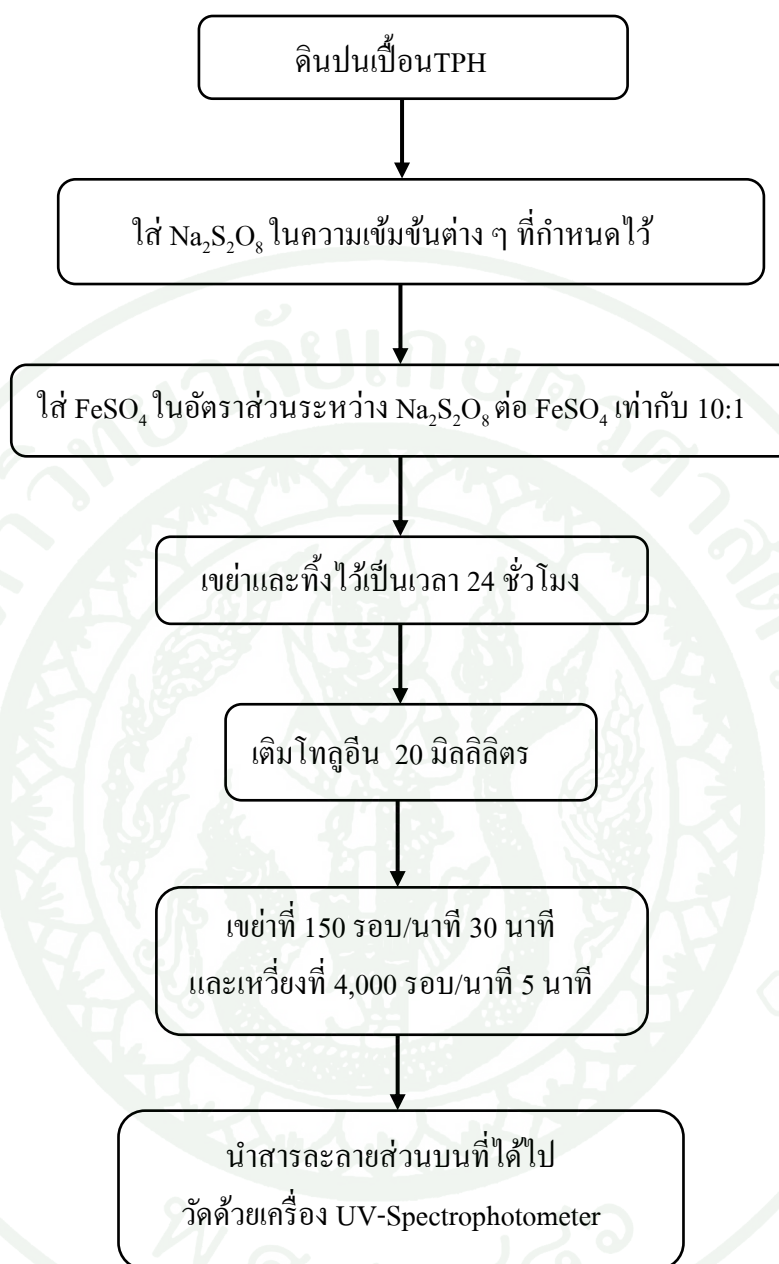 ดินปนเปื้อนTPH
ใส่ Na₂S₂O₈ ในความเข้มข้นต่าง ๆ ที่กำหนดไว้
ใส่ FeSO₄ ในอัตราส่วนระหว่าง Na₂S₂O₈ ต่อ FeSO₄ เท่ากับ 10:1
เขย่าและทิ้งไว้เป็นเวลา 24 ชั่วโมง
เติมโทลูอีน 20 มิลลิลิตร
เขย่าที่ 150 รอบ/นาที 30 นาที
และเหวี่ยงที่ 4,000 รอบ/นาที 5 นาที
นำสารละลายส่วนบนที่ได้ไป
วัดด้วยเครื่อง UV-Spectrophotometer